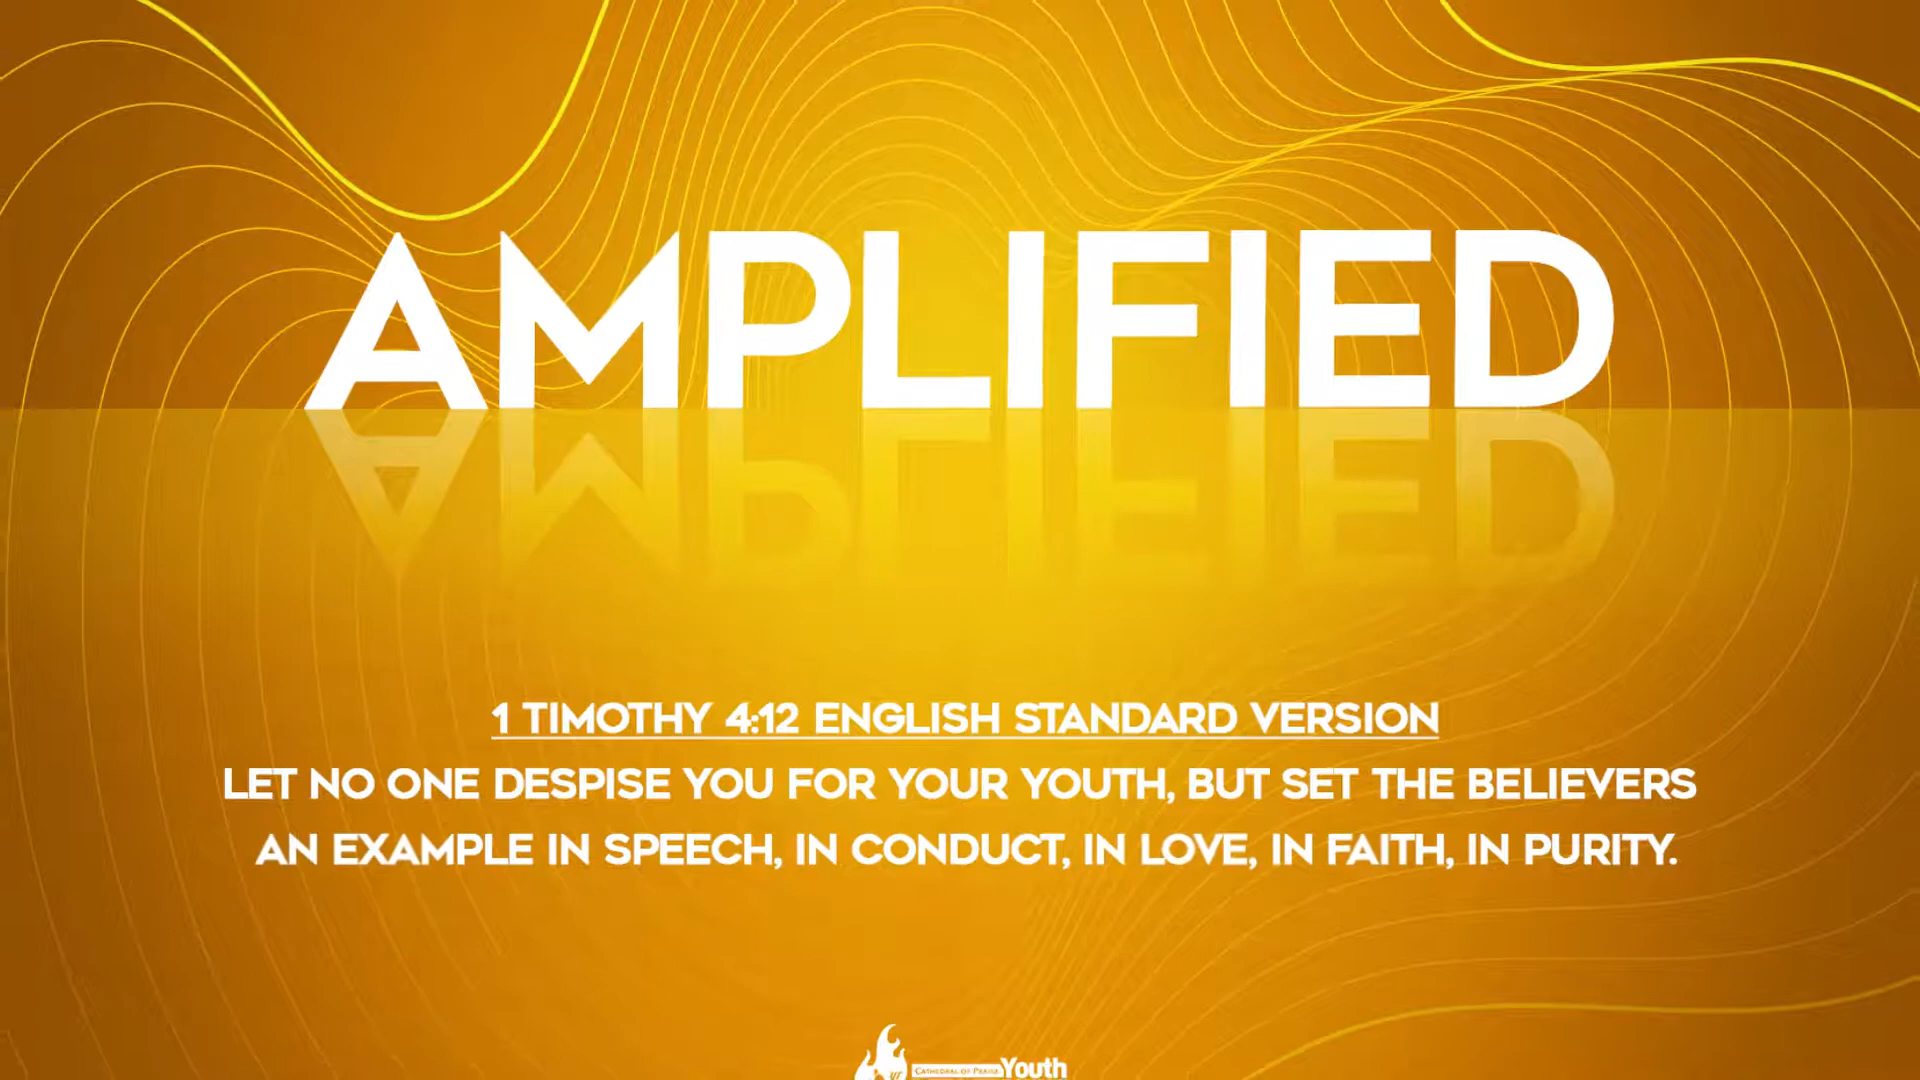 AMPLIFIED
1 TIMOTHY 4:12 ENGLISH STANDARD VERSION
LET NO ONE DESPISE YOU FOR YOUR YOUTH, BUT SET THE BELIEVERS
AN EXAMPLE IN SPEECH, IN CONDUCT, IN LOVE, IN FAITH, IN PURITY.
CATHEDRAL OF PRAISE Youth